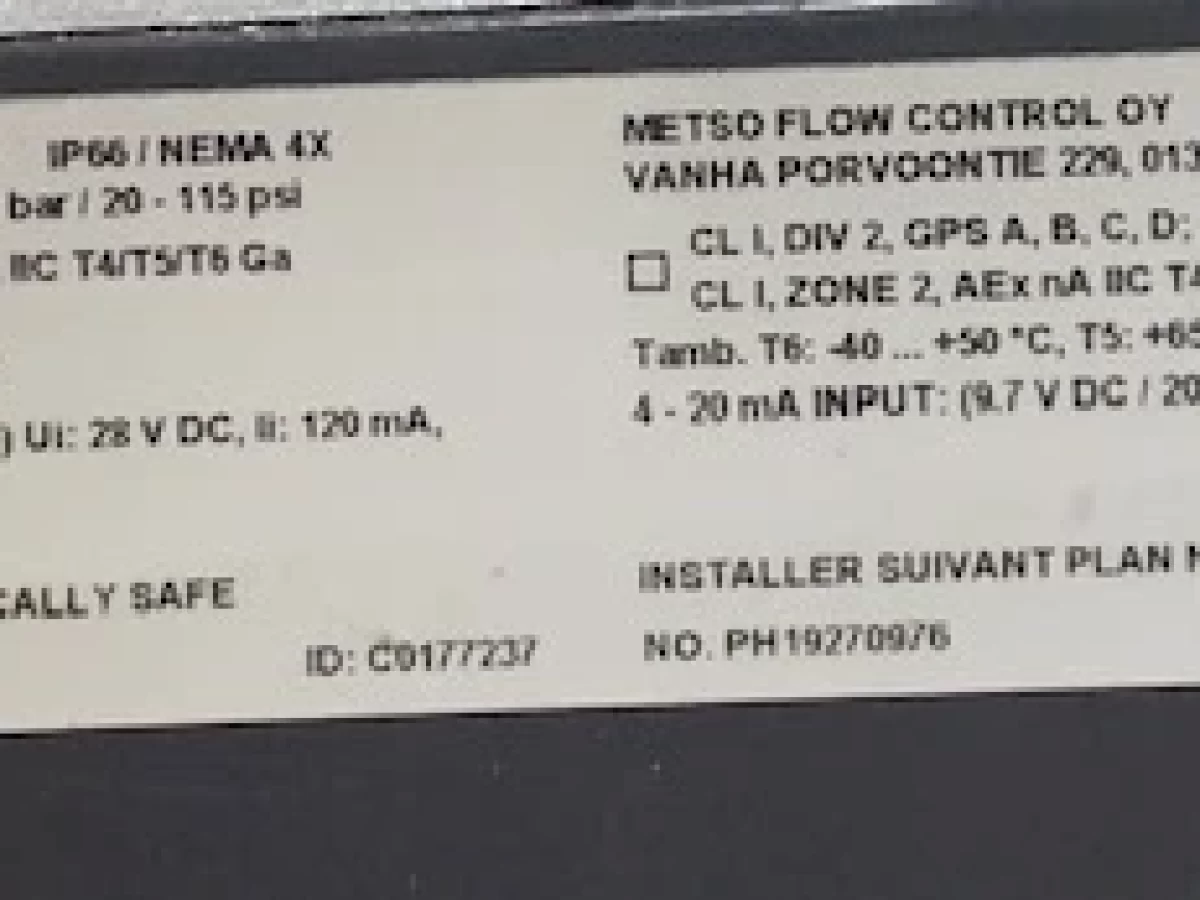 IP66 / NEMA 4X
bar / 20 - 115 psi
IIC T4/T5/T6 Ga
) Ui: 28 V DC, Ii: 120 mA,
CALLY SAFE
ID: C0177237
METSO FLOW CONTROL OY
VANHA PORVOONTIE 229, 013
CL I, DIV 2, GPS A, B, C, D;
CL I, ZONE 2, AEx nA IIC T4
Tamb. T6: -40 ... +50 °C, T5: +65
4 - 20 mA INPUT: (9.7 V DC / 20
INSTALLER SUIVANT PLAN N
NO. PH19270976